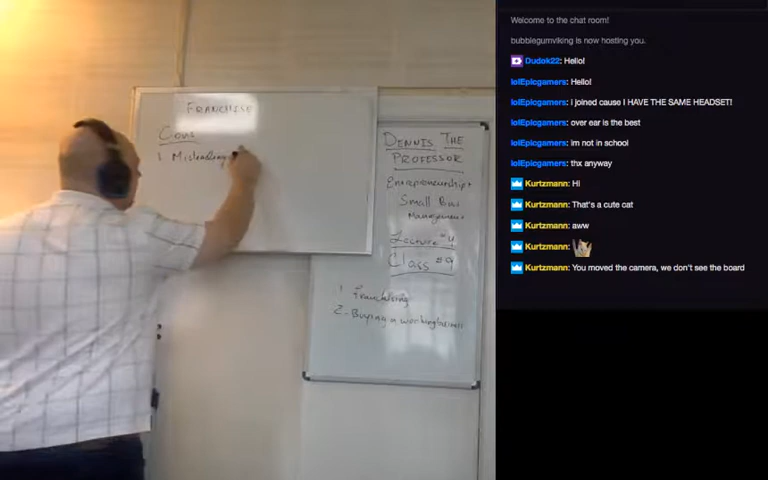 FRANCHISE
Cons
1. Misleading
DENNIS THE
PROFESSOR
Entrepreneurship +
Small Bus
Management
Lecture #4
Class #9
1. Franchising
2. Buying a working business
Welcome to the chat room!
bubblegumviking is now hosting you.
Dudok22: Hello!
lolEpicgamers: Hello!
lolEpicgamers: i joined cause I HAVE THE SAME HEADSET!
lolEpicgamers: over ear is the best
lolEpicgamers: im not in school
lolEpicgamers: thx anyway
Kurtzmann: Hi
Kurtzmann: That's a cute cat
Kurtzmann: aww
Kurtzmann:
Kurtzmann: You moved the camera, we don't see the board